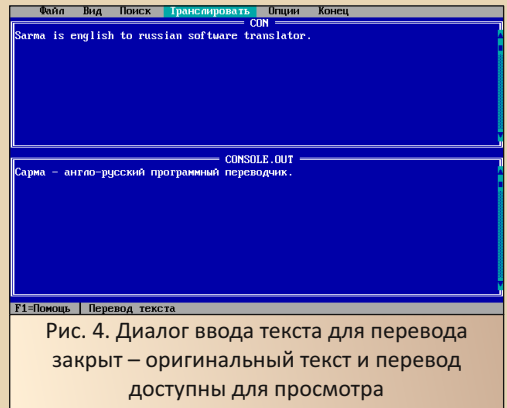 Файл Вид Поиск Транслировать Опции Конец
CON
Sarma is english to russian software translator.
CONSOLE.OUT
Сарма - англо-русский программный переводчик.
F1=Помощь | Перевод текста
Рис. 4. Диалог ввода текста для перевода
закрыт – оригинальный текст и перевод
доступны для просмотра